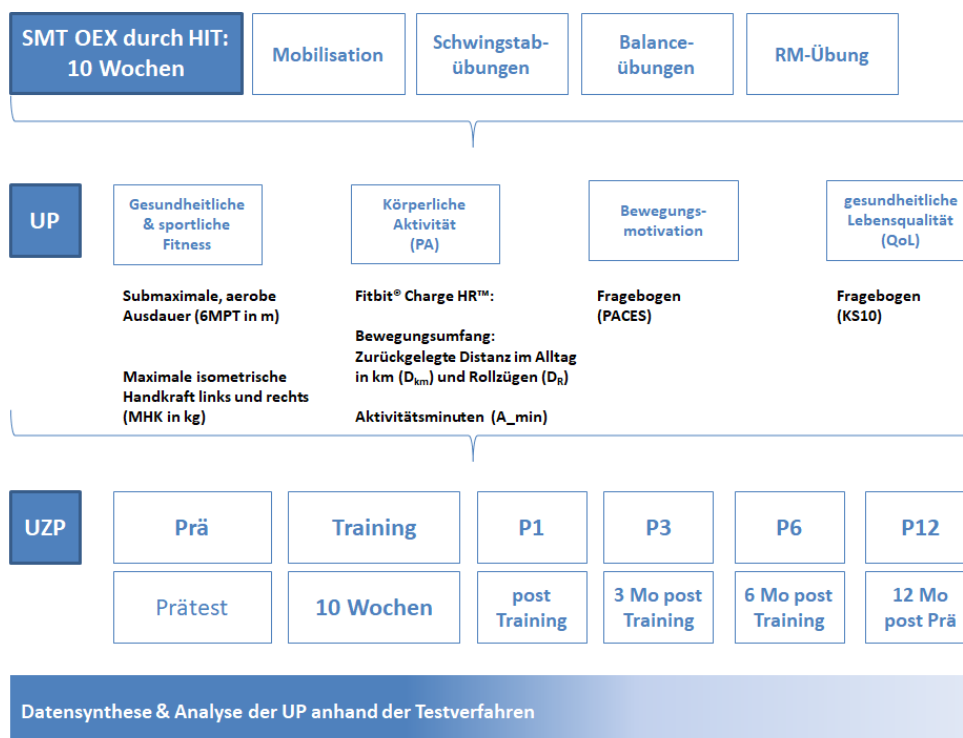 SMT OEX durch HIT:
10 Wochen
Mobilisation
Schwingstab-
übungen
Balance-
übungen
RM-Übung
UP
Gesundheitliche
& sportliche
Fitness
Körperliche
Aktivität
(PA)
Bewegungs-
motivation
gesundheitliche
Lebensqualität
(QoL)
Submaximale, aerobe
Ausdauer (6MPT in m)
Maximale isometrische
Handkraft links und rechts
(MHK in kg)
Fitbit® Charge HR™:
Bewegungsumfang:
Zurückgelegte Distanz im Alltag
in km (Dkm) und Rollzügen (DR)
Aktivitätsminuten (A_min)
Fragebogen
(PACES)
Fragebogen
(KS10)
UZP
Prä
Training
P1
P3
P6
P12
Prätest
10 Wochen
post
Training
3 Mo post
Training
6 Mo post
Training
12 Mo
post Prä
Datensynthese & Analyse der UP anhand der Testverfahren